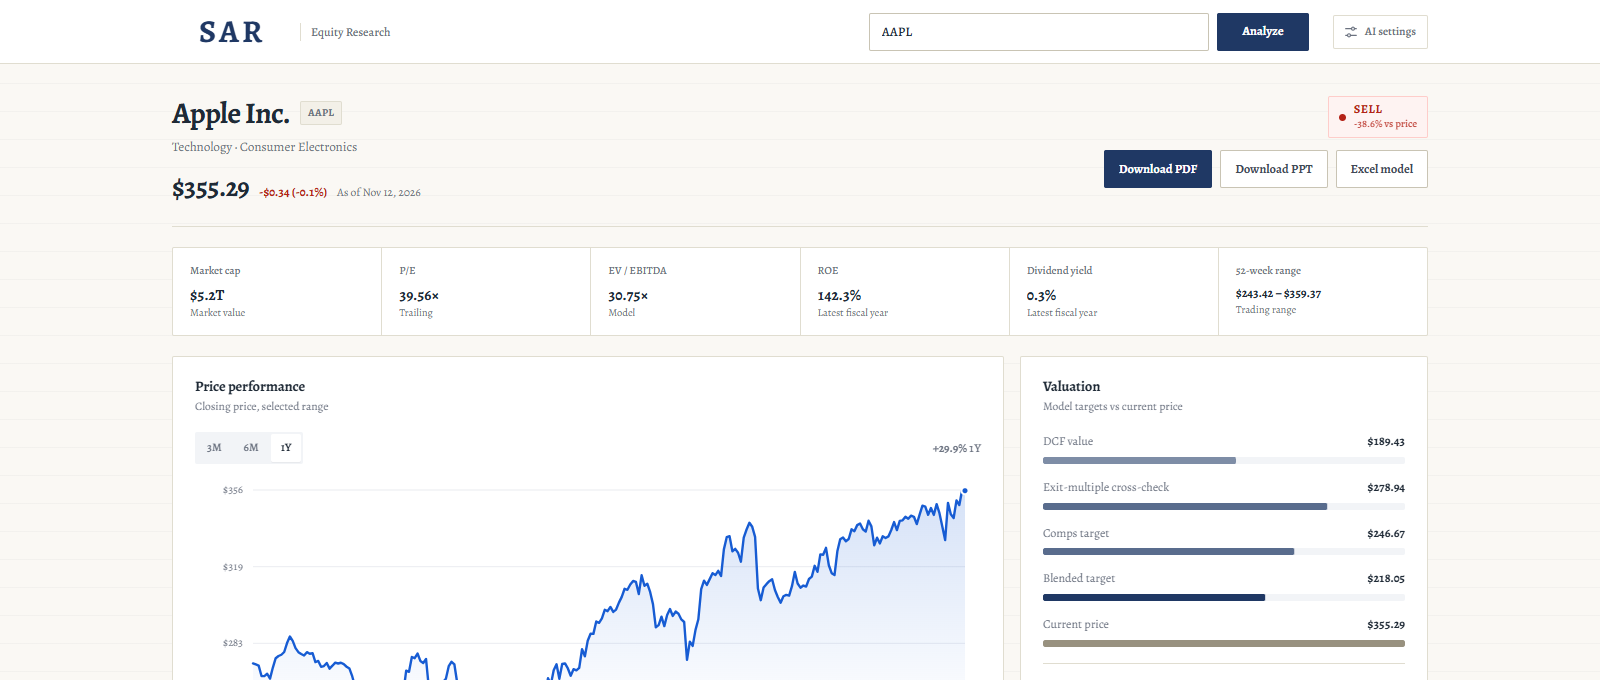 SAR
Equity Research
AAPL
Analyze
AI settings
Apple Inc.
AAPL
Technology · Consumer Electronics
$355.29
-$0.34 (-0.1%)
As of Nov 12, 2026
SELL
-38.6% vs price
Download PDF
Download PPT
Excel model
Market cap
$5.2T
Market value
P/E
39.56×
Trailing
EV / EBITDA
30.75×
Model
ROE
142.3%
Latest fiscal year
Dividend yield
0.3%
Latest fiscal year
52-week range
$243.42 – $359.37
Trading range
Price performance
Closing price, selected range
3M
6M
1Y
+29.9% 1Y
$356
$319
$283
Valuation
Model targets vs current price
DCF value
$189.43
Exit-multiple cross-check
$278.94
Comps target
$246.67
Blended target
$218.05
Current price
$355.29